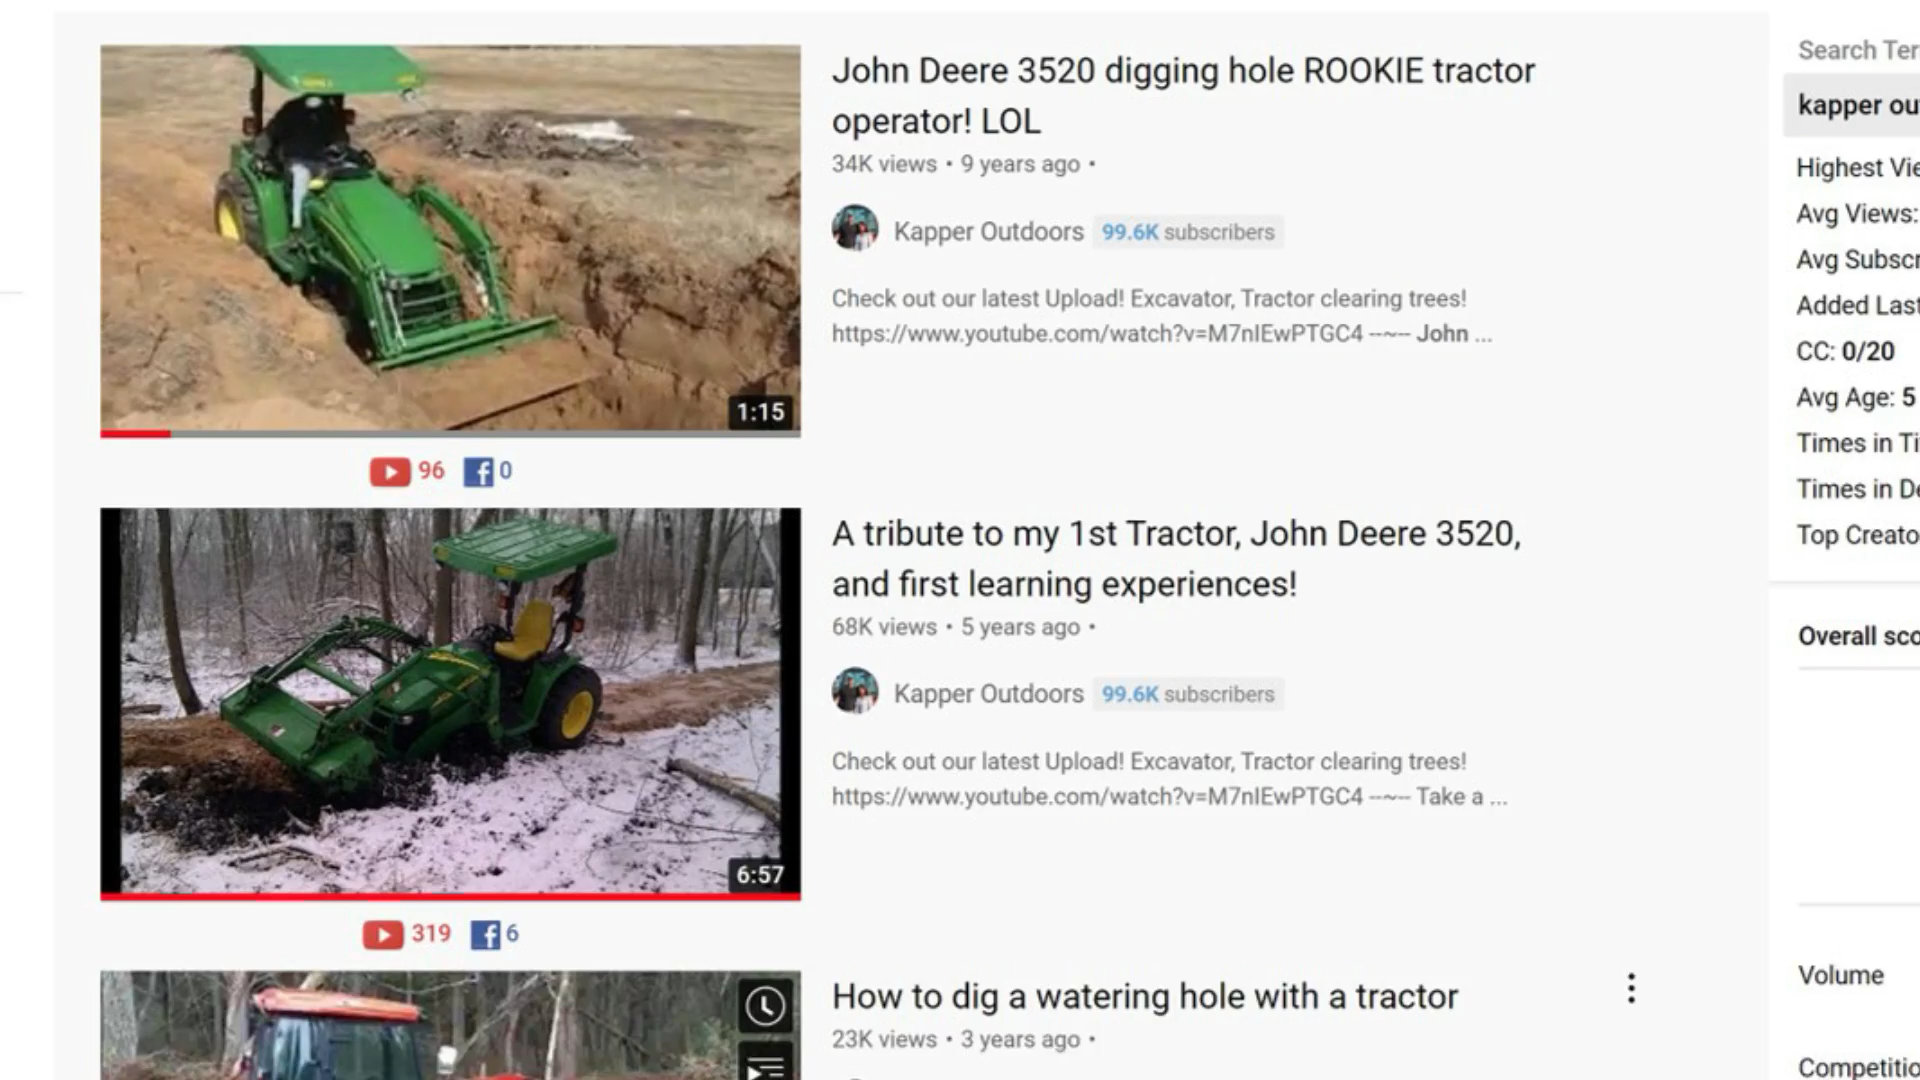 John Deere 3520 digging hole ROOKIE tractor
operator! LOL
34K views • 9 years ago •
Kapper Outdoors 99.6K subscribers
Check out our latest Upload! Excavator, Tractor clearing trees!
https://www.youtube.com/watch?v=M7nlEwPTGC4 --~-- John ...
1:15
96 0
A tribute to my 1st Tractor, John Deere 3520,
and first learning experiences!
68K views • 5 years ago •
Kapper Outdoors 99.6K subscribers
Check out our latest Upload! Excavator, Tractor clearing trees!
https://www.youtube.com/watch?v=M7nlEwPTGC4 --~-- Take a ...
6:57
319 6
How to dig a watering hole with a tractor
23K views • 3 years ago •
Search Ter
kapper ou
Highest Vie
Avg Views:
Avg Subscr
Added Last
CC: 0/20
Avg Age: 5
Times in Ti
Times in De
Top Creato
Overall sco
Volume
Competitio